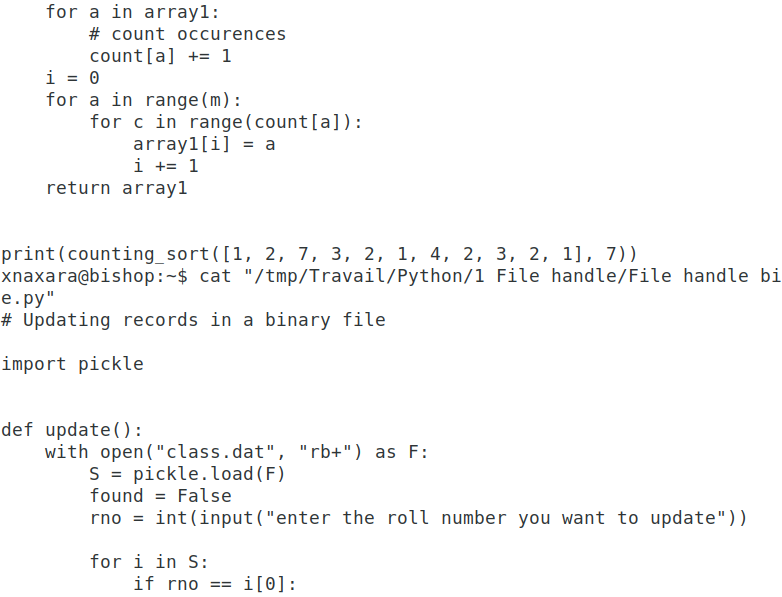 for a in array1:
        # count occurences
        count[a] += 1
    i = 0
    for a in range(m):
        for c in range(count[a]):
            array1[i] = a
            i += 1
    return array1


print(counting_sort([1, 2, 7, 3, 2, 1, 4, 2, 3, 2, 1], 7))
xnaxara@bishop:~$ cat "/tmp/Travail/Python/1 File handle/File handle bi
e.py"
# Updating records in a binary file

import pickle


def update():
    with open("class.dat", "rb+") as F:
        S = pickle.load(F)
        found = False
        rno = int(input("enter the roll number you want to update"))

        for i in S:
            if rno == i[0]: